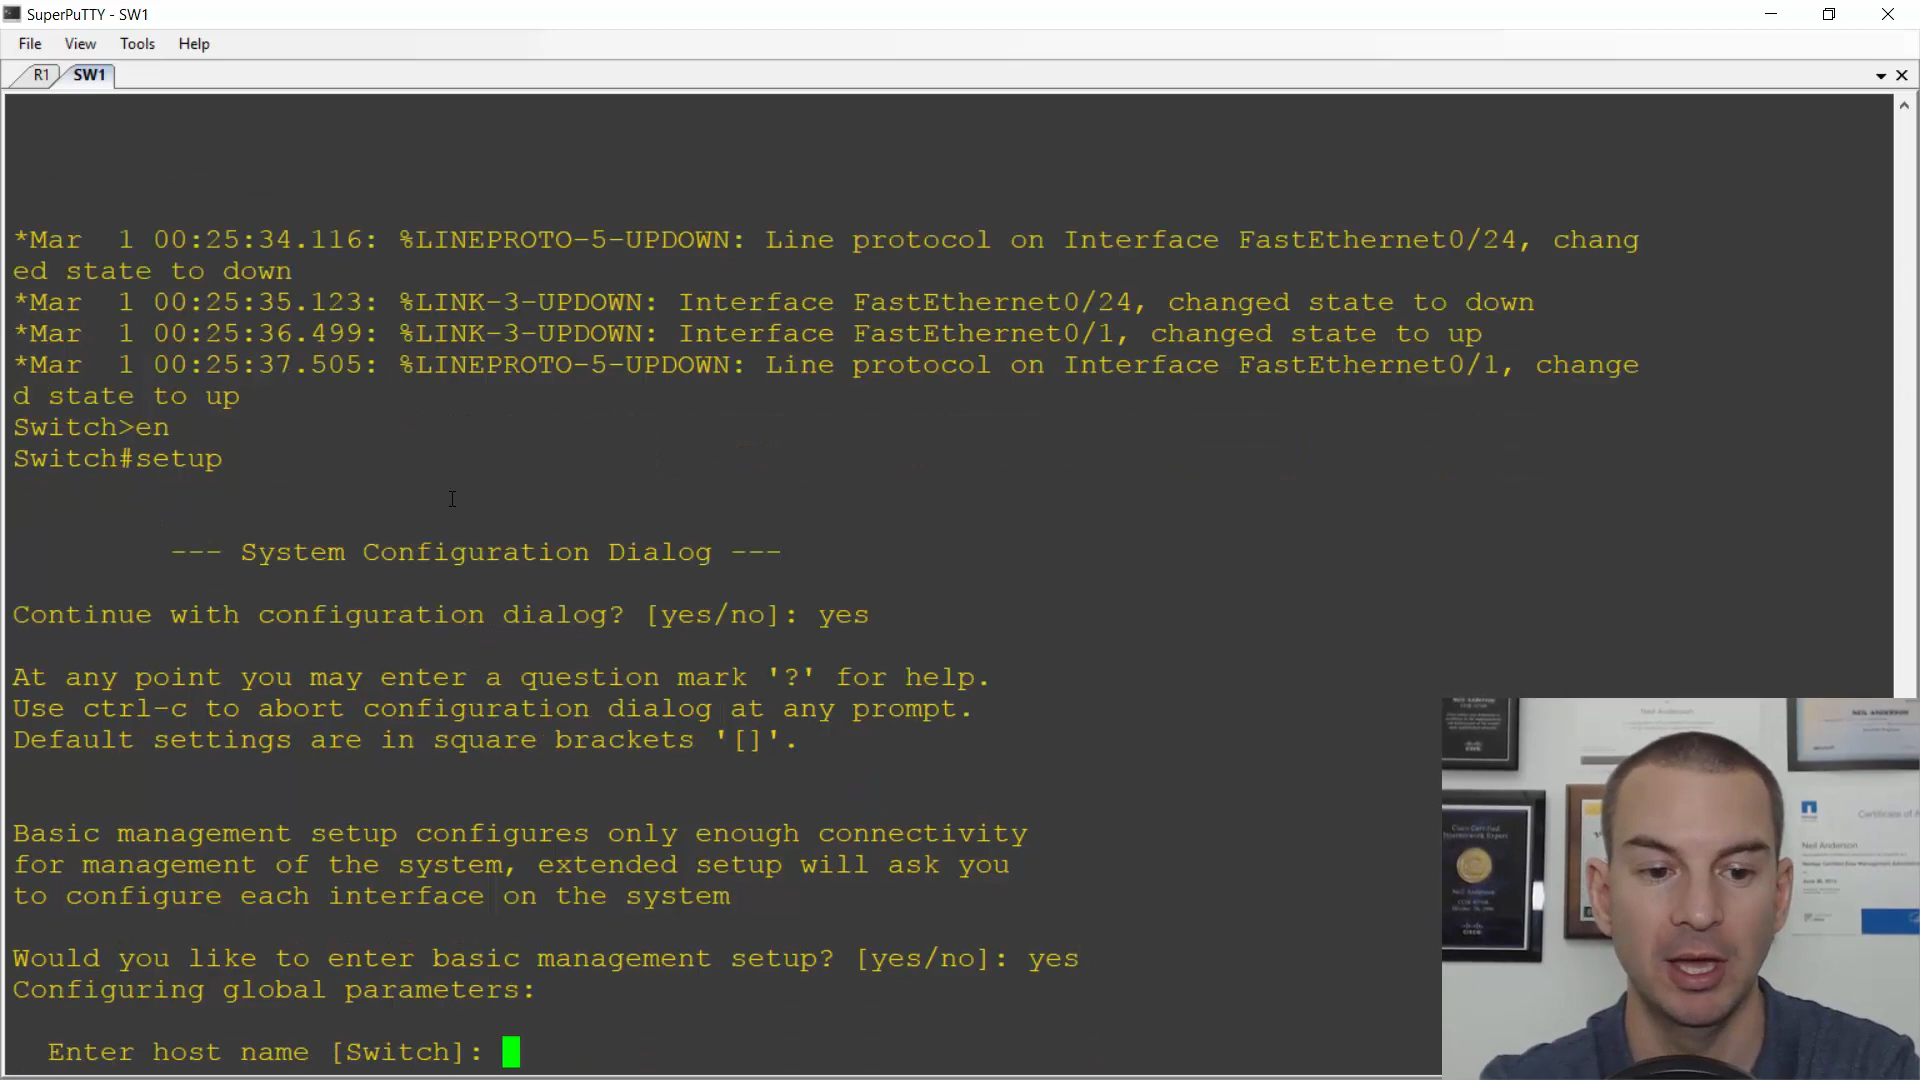 SuperPuTTY - SW1
File View Tools Help
R1 SW1
*Mar  1 00:25:34.116: %LINEPROTO-5-UPDOWN: Line protocol on Interface FastEthernet0/24, chang
ed state to down
*Mar  1 00:25:35.123: %LINK-3-UPDOWN: Interface FastEthernet0/24, changed state to down
*Mar  1 00:25:36.499: %LINK-3-UPDOWN: Interface FastEthernet0/1, changed state to up
*Mar  1 00:25:37.505: %LINEPROTO-5-UPDOWN: Line protocol on Interface FastEthernet0/1, change
d state to up
Switch>en
Switch#setup
--- System Configuration Dialog ---
Continue with configuration dialog? [yes/no]: yes
At any point you may enter a question mark '?' for help.
Use ctrl-c to abort configuration dialog at any prompt.
Default settings are in square brackets '[]'.
Basic management setup configures only enough connectivity
for management of the system, extended setup will ask you
to configure each interface on the system
Would you like to enter basic management setup? [yes/no]: yes
Configuring global parameters:
Enter host name [Switch]:
NEIL ANDERSON
Neil Anderson
Certificate of
Neil Anderson